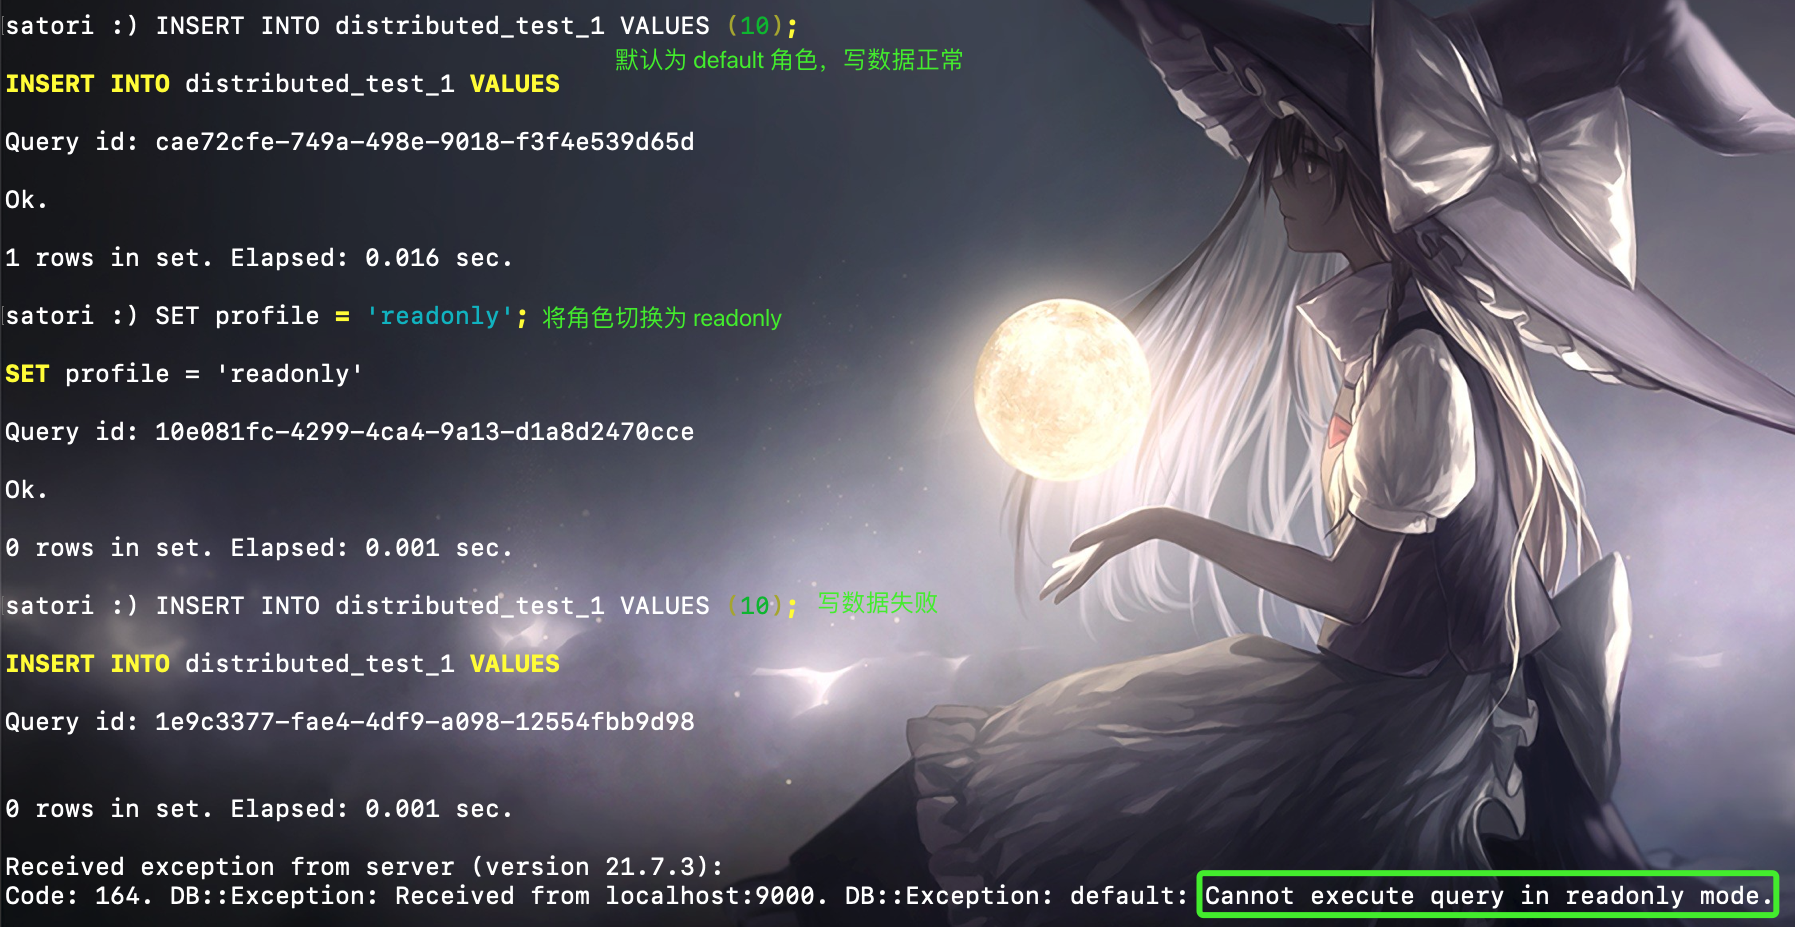 satori :) INSERT INTO distributed_test_1 VALUES (10);
默认为 default 角色，写数据正常
INSERT INTO distributed_test_1 VALUES
Query id: cae72cfe-749a-498e-9018-f3f4e539d65d
Ok.
1 rows in set. Elapsed: 0.016 sec.
satori :) SET profile = 'readonly'; 将角色切换为 readonly
SET profile = 'readonly'
Query id: 10e081fc-4299-4ca4-9a13-d1a8d2470cce
Ok.
0 rows in set. Elapsed: 0.001 sec.
satori :) INSERT INTO distributed_test_1 VALUES (10); 写数据失败
INSERT INTO distributed_test_1 VALUES
Query id: 1e9c3377-fae4-4df9-a098-12554fbb9d98
0 rows in set. Elapsed: 0.001 sec.
Received exception from server (version 21.7.3):
Code: 164. DB::Exception: Received from localhost:9000. DB::Exception: default: Cannot execute query in readonly mode.